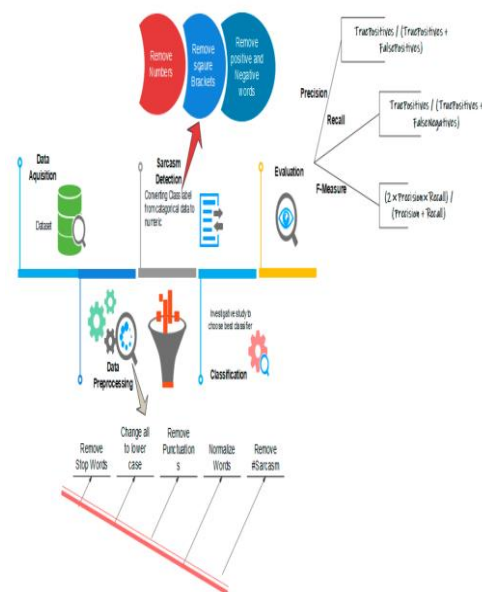 Remove
Numbers
Remove
sqaure
Brackets
Remove
positive and
Negative
words
TruePositives / (TruePositives +
FalsePositives)
Precision
Recall
TruePositives / (TruePositives +
FalseNegatives)
F-Measure
(2 × Precision × Recall) /
(Precision + Recall)
Data
Aquisition
Dataset
Sarcasm
Detection
Converting Class label
from catagorical data to
numeric
Evaluation
Data
Preprocessing
Investigative study to
choose best classifier
Classification
Remove
Stop Words
Change all
to lower
case
Remove
Punctuation
s
Normalize
Words
Remove
#Sarcasm